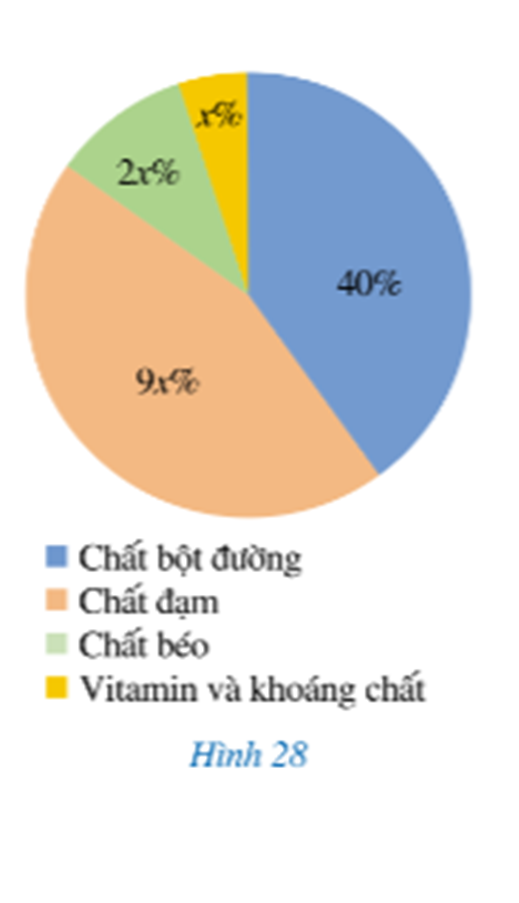 x%
2x%
40%
9x%
Chất bột đường
Chất đạm
Chất béo
Vitamin và khoáng chất
Hình 28